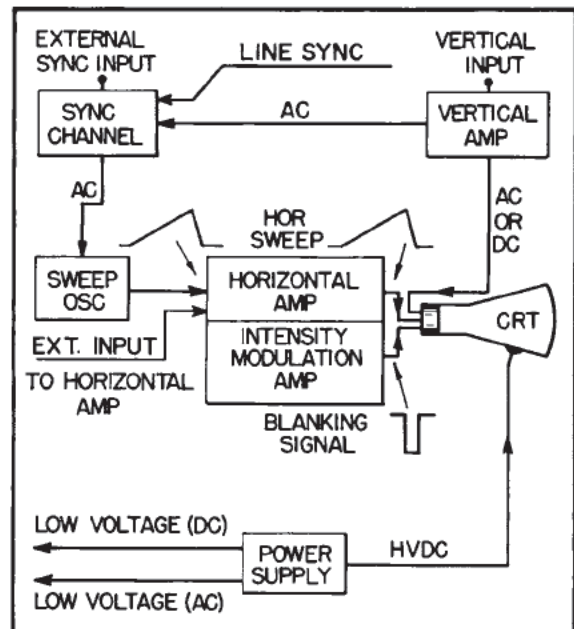 EXTERNAL
SYNC INPUT
LINE SYNC
VERTICAL
INPUT
SYNC
CHANNEL
AC
VERTICAL
AMP
AC
AC
OR
DC
HOR
SWEEP
SWEEP
OSC
HORIZONTAL
AMP
CRT
EXT. INPUT
TO HORIZONTAL
AMP
INTENSITY
MODULATION
AMP
BLANKING
SIGNAL
LOW VOLTAGE (DC)
POWER
SUPPLY
HVDC
LOW VOLTAGE (AC)